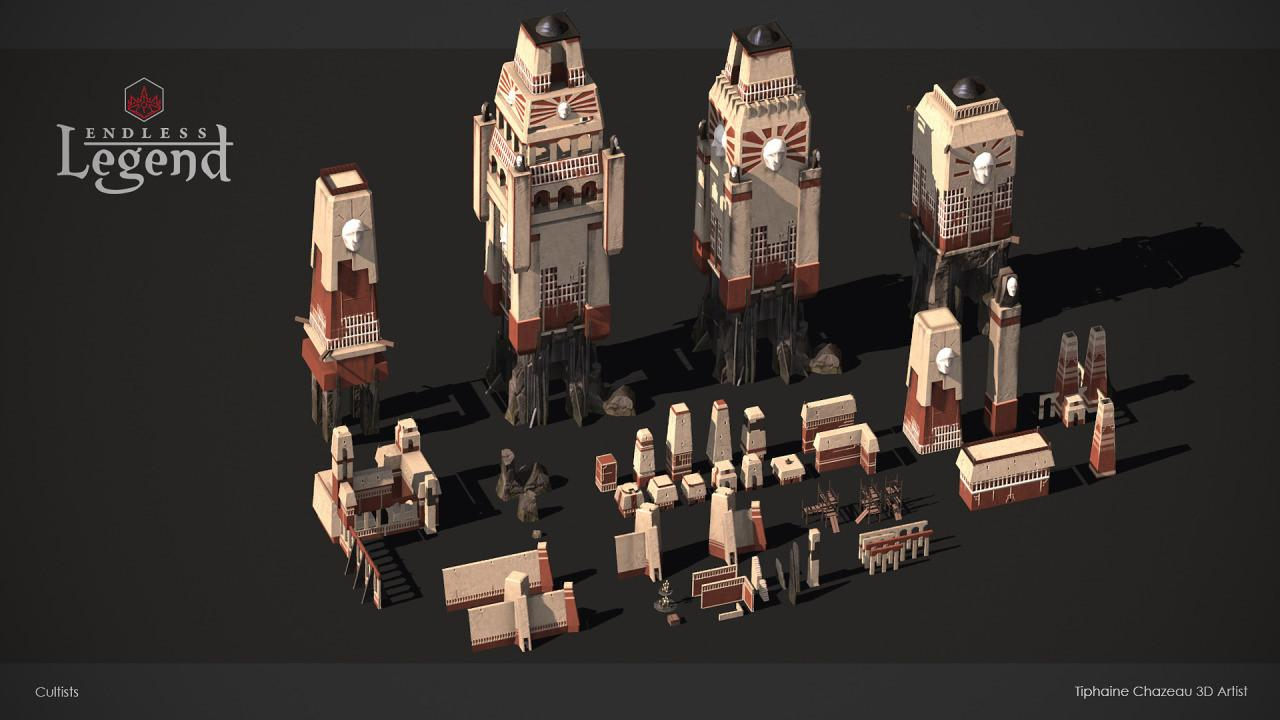 ENDLESS
Legend
Cultists
Tiphaine Chazeau 3D Artist